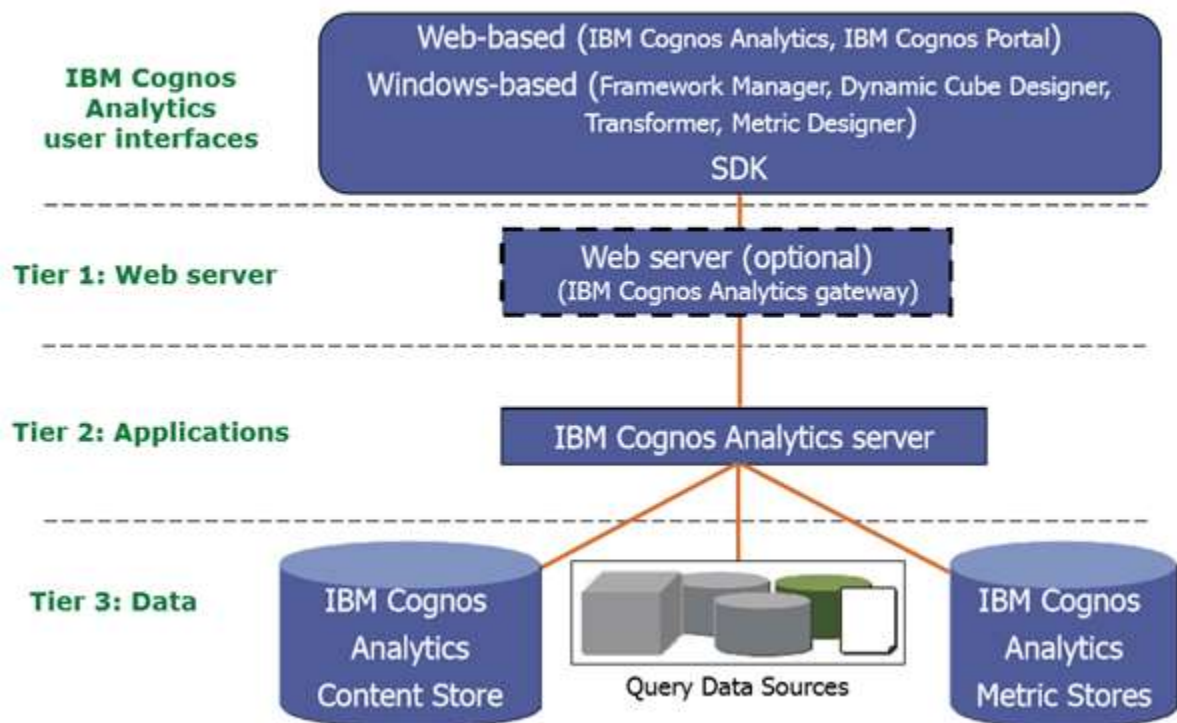 IBM Cognos
Analytics
user interfaces
Web-based (IBM Cognos Analytics, IBM Cognos Portal)
Windows-based (Framework Manager, Dynamic Cube Designer,
Transformer, Metric Designer)
SDK
Tier 1: Web server
Web server (optional)
(IBM Cognos Analytics gateway)
Tier 2: Applications
IBM Cognos Analytics server
Tier 3: Data
IBM Cognos
Analytics
Content Store
Query Data Sources
IBM Cognos
Analytics
Metric Stores